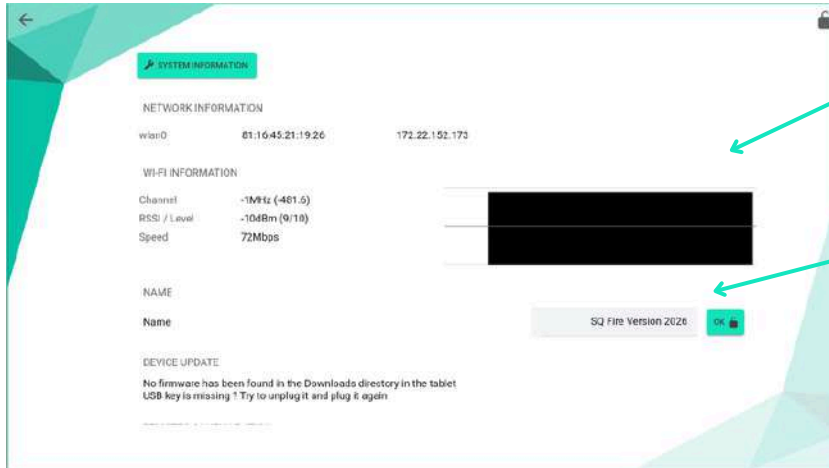 SYSTEM INFORMATION
NETWORK INFORMATION
wlan0 81:16:45:21:19:26 172.22.152.173
WI-FI INFORMATION
Channel -1MHz (-481.6)
RSSI / Level -10dBm (9/10)
Speed 72Mbps
NAME
Name SQ Fire Version 2026 OK
DEVICE UPDATE
No firmware has been found in the Downloads directory in the tablet
USB key is missing ? Try to unplug it and plug it again